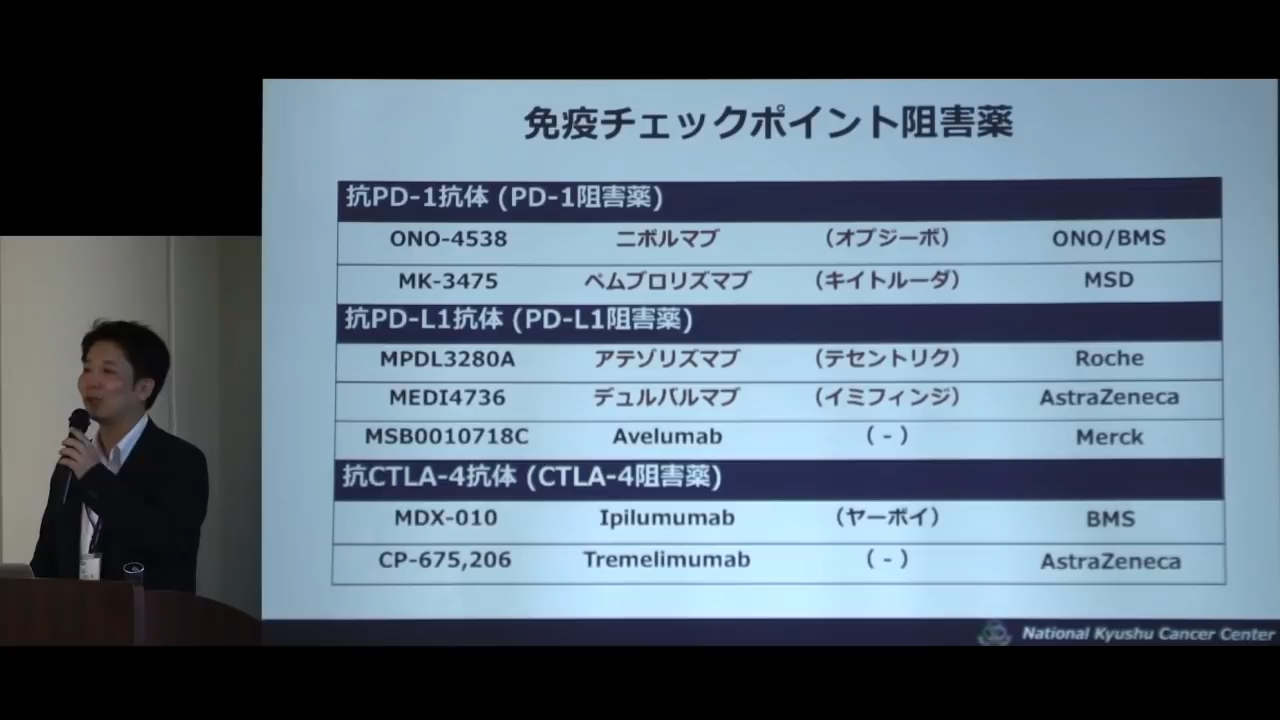 免疫チェックポイント阻害薬
抗PD-1抗体 (PD-1阻害薬)
ONO-4538 ニボルマブ (オプジーボ) ONO/BMS
MK-3475 ペムブロリズマブ (キイトルーダ) MSD
抗PD-L1抗体 (PD-L1阻害薬)
MPDL3280A アテゾリズマブ (テセントリク) Roche
MEDI4736 デュルバルマブ (イミフィンジ) AstraZeneca
MSB0010718C Avelumab ( - ) Merck
抗CTLA-4抗体 (CTLA-4阻害薬)
MDX-010 Ipilumumab (ヤーボイ) BMS
CP-675,206 Tremelimumab ( - ) AstraZeneca
National Kyushu Cancer Center